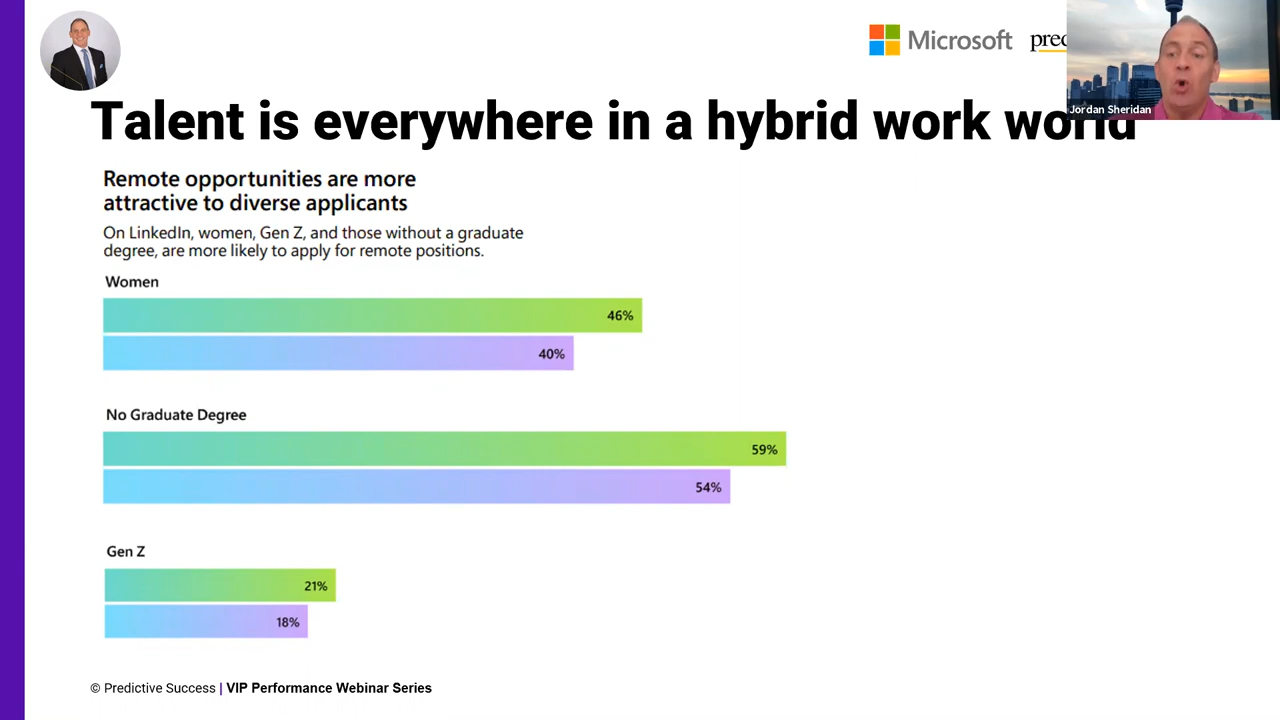 Microsoft
Jordan Sheridan
Talent is everywhere in a hybrid work world
Remote opportunities are more
attractive to diverse applicants
On LinkedIn, women, Gen Z, and those without a graduate
degree, are more likely to apply for remote positions.
Women
46%
40%
No Graduate Degree
59%
54%
Gen Z
21%
18%
© Predictive Success | VIP Performance Webinar Series